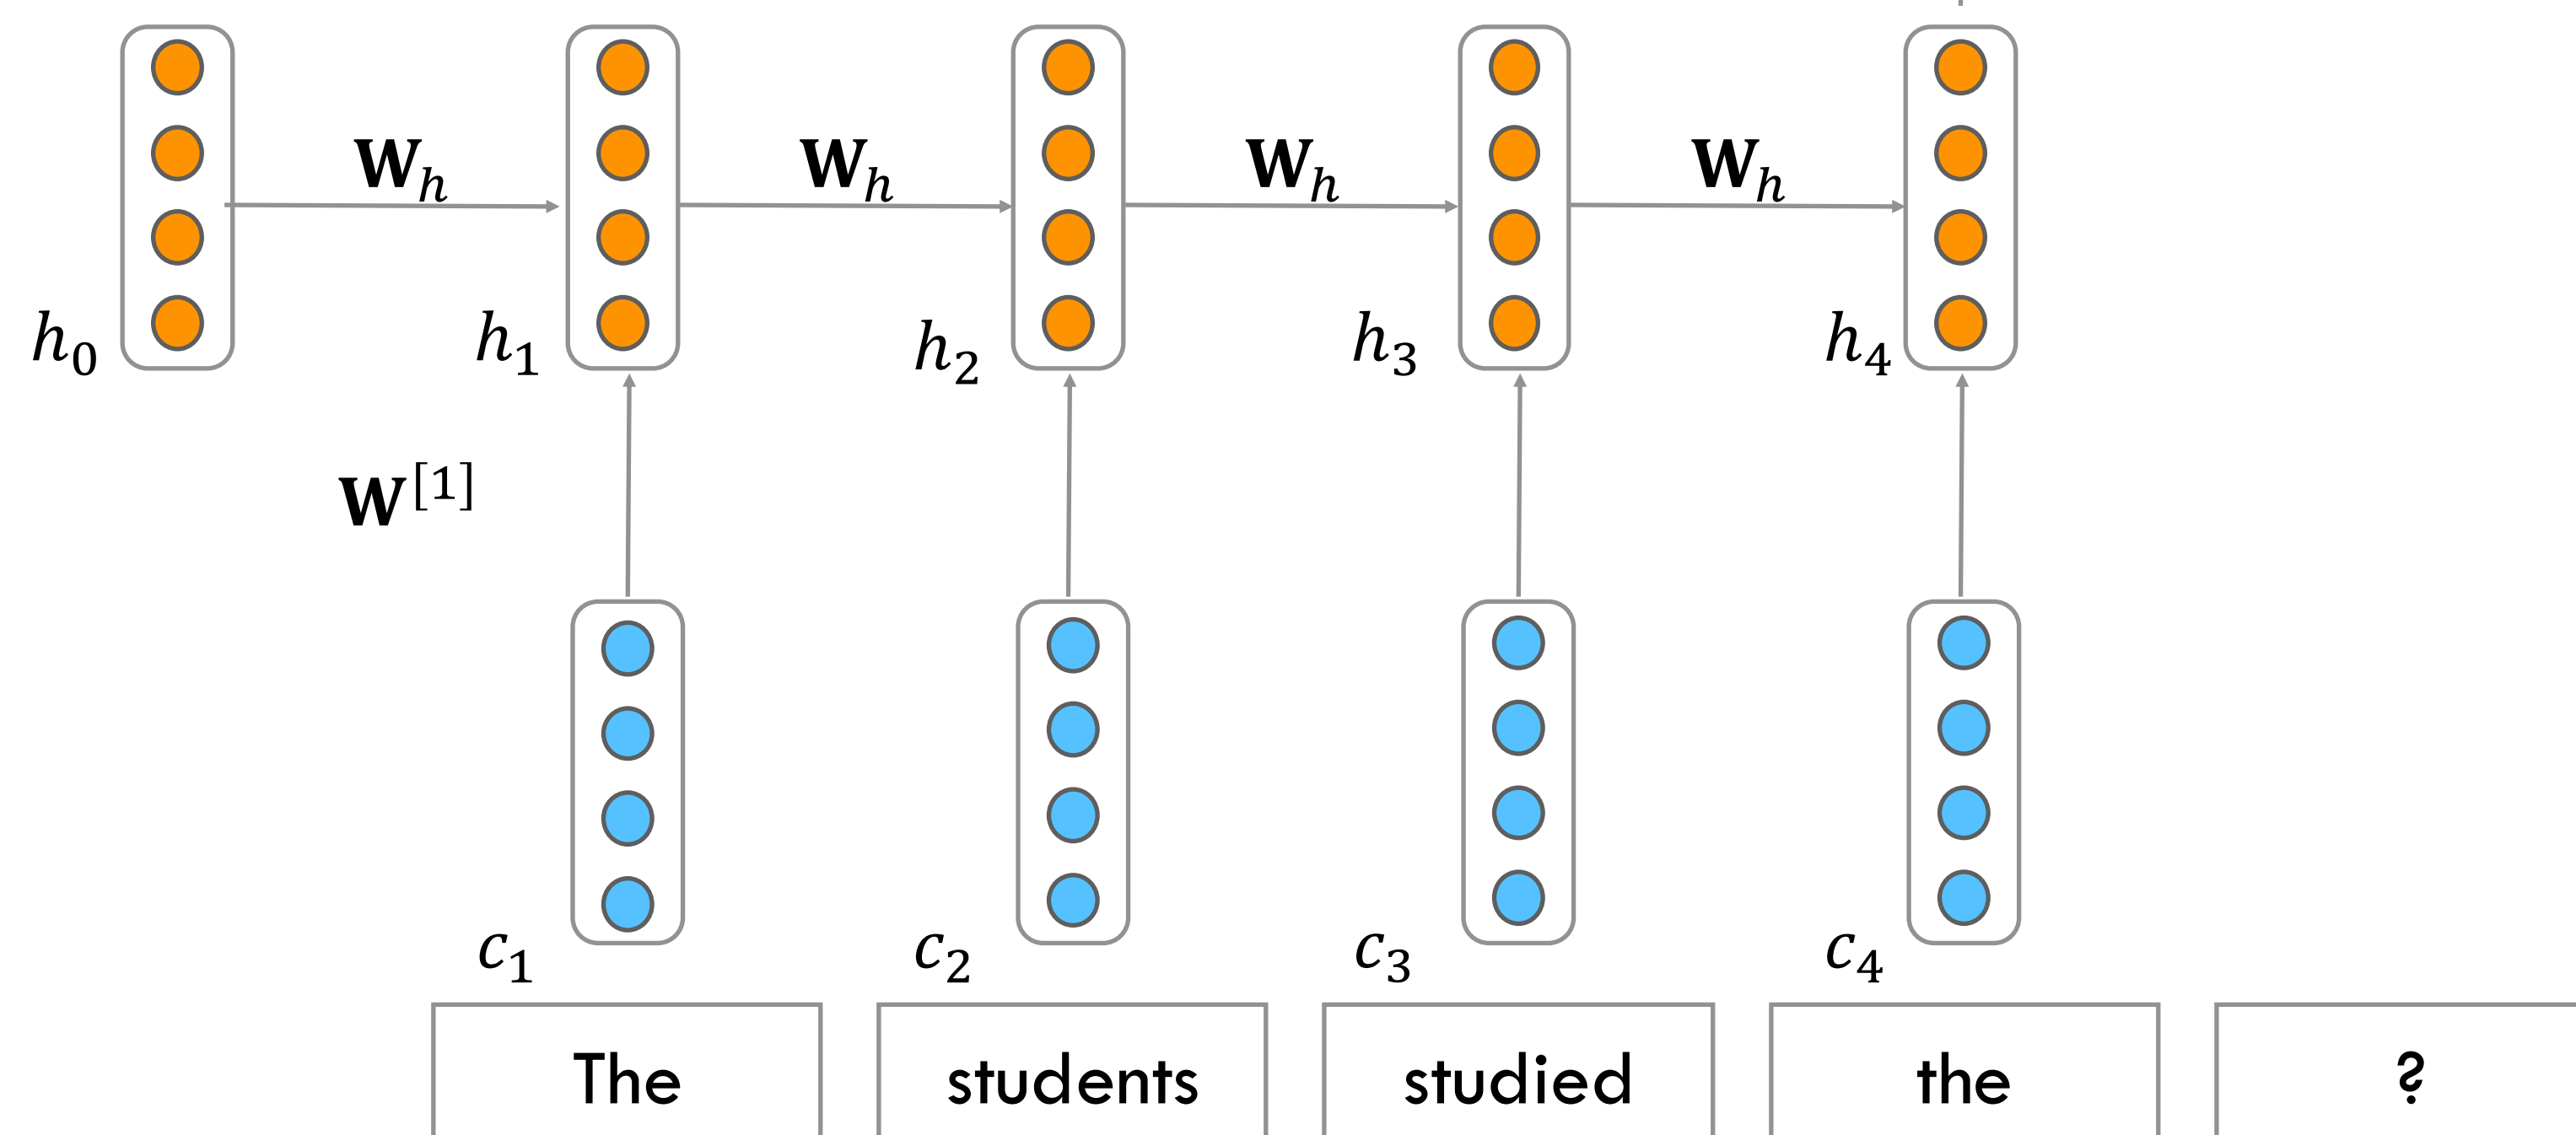 W_h W_h W_h W_h
h_0 h_1 h_2 h_3 h_4
W^[1]
c_1 c_2 c_3 c_4
The students studied the ?